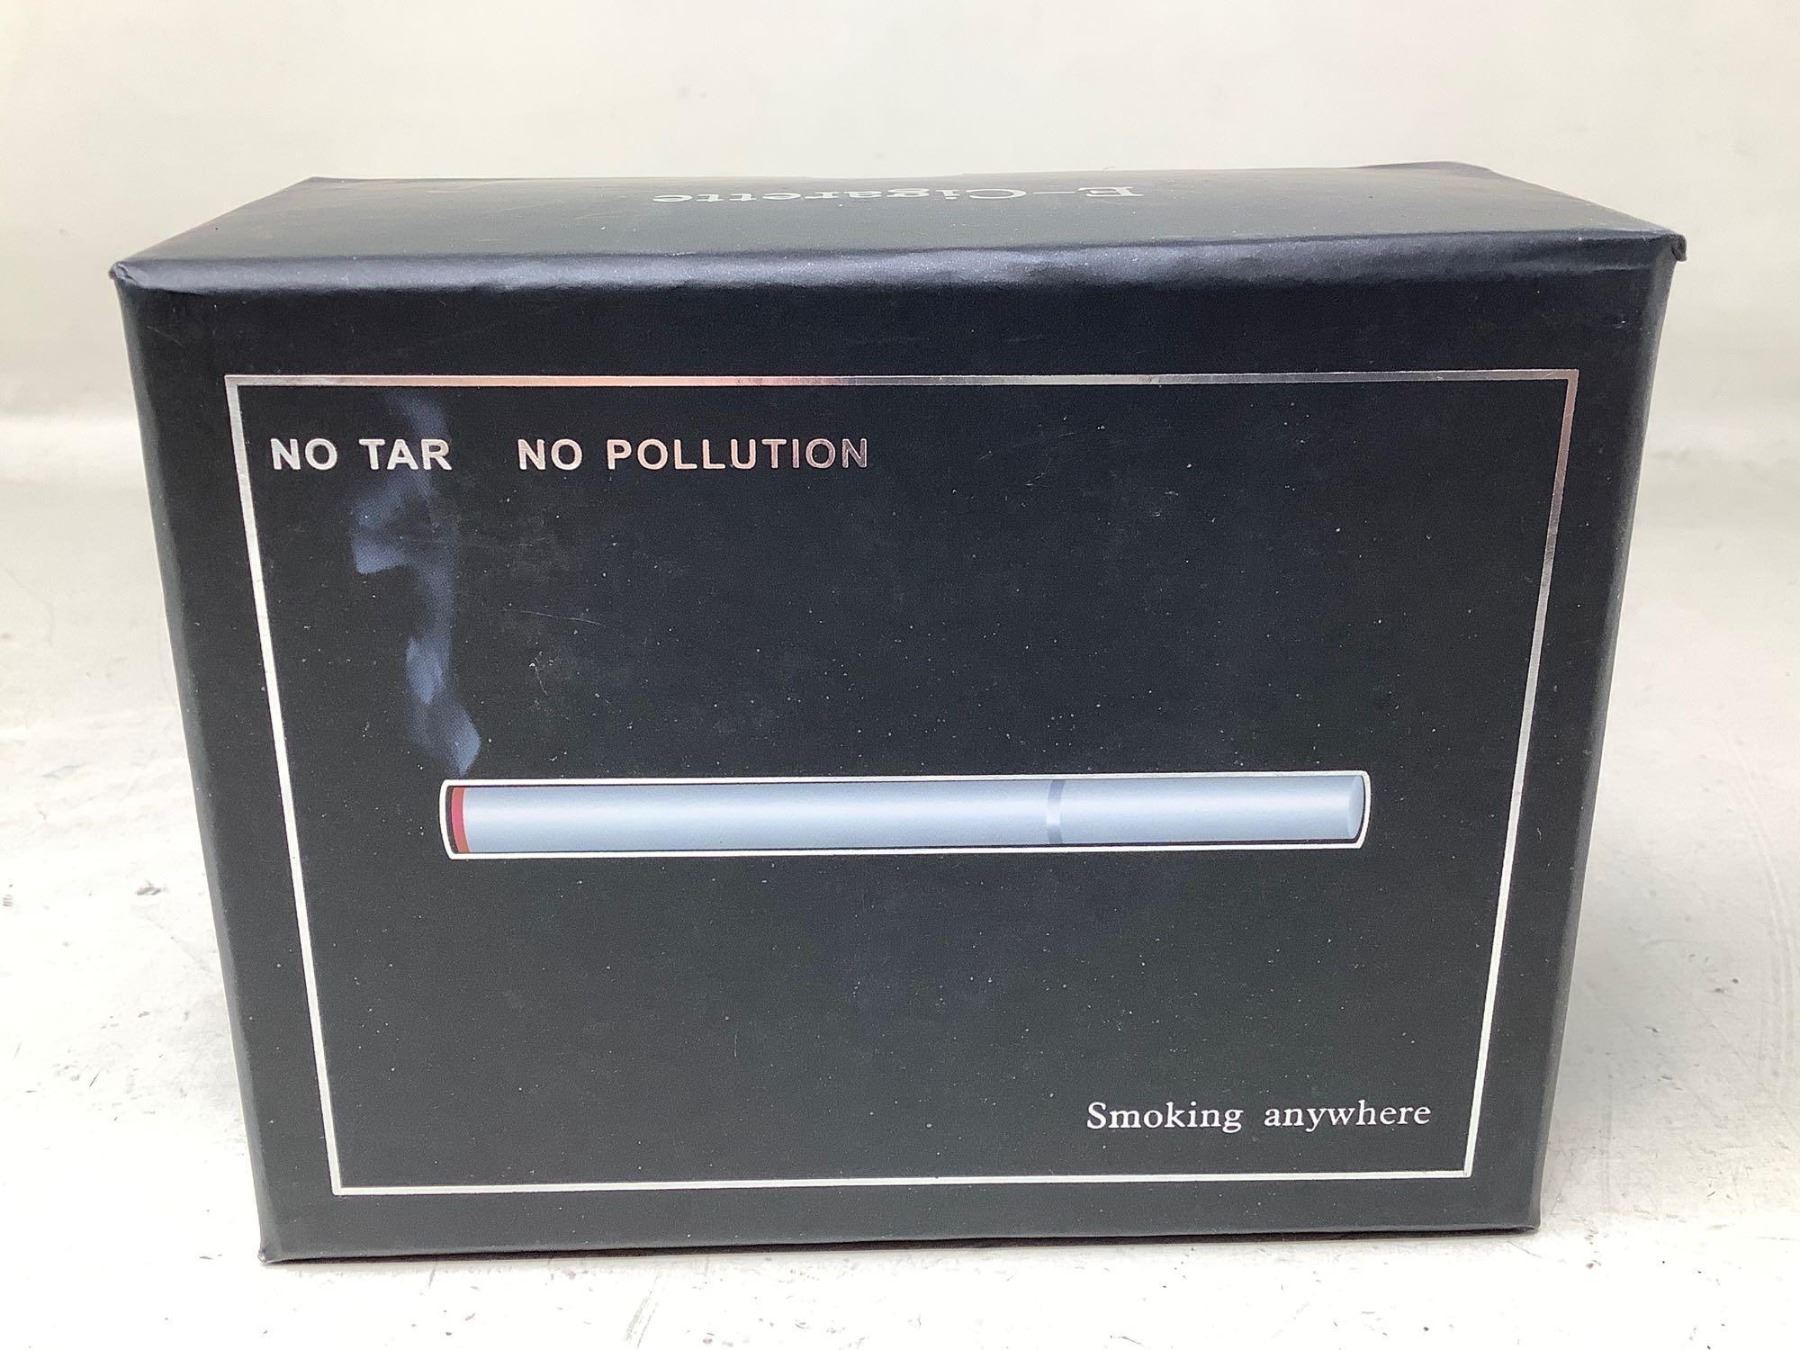 E-Cigarette
NO TAR NO POLLUTION
Smoking anywhere